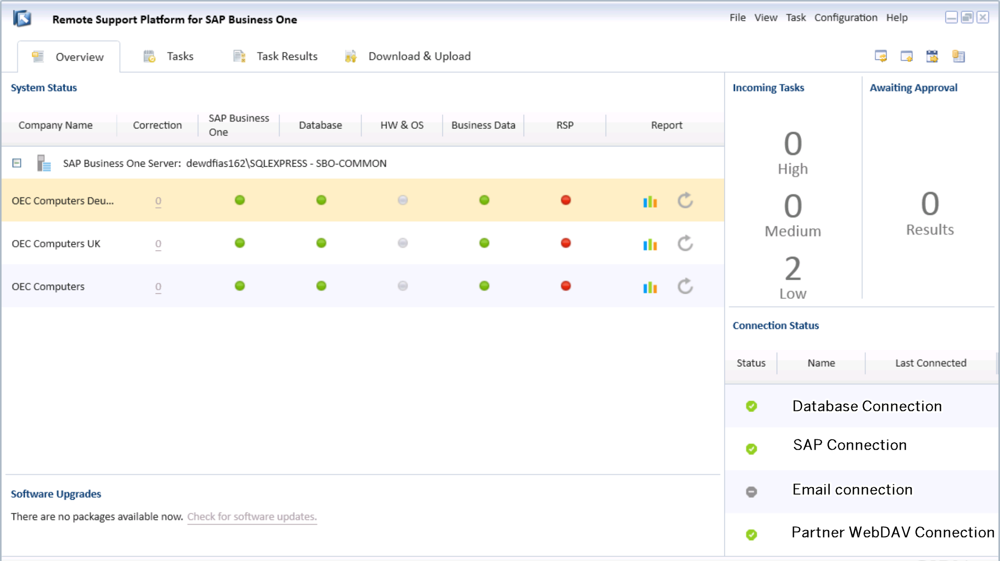 Remote Support Platform for SAP Business One
File View Task Configuration Help
Overview Tasks Task Results Download & Upload
System Status
Company Name Correction SAP Business One Database HW & OS Business Data RSP Report
SAP Business One Server: dewdfias162\SQLEXPRESS - SBO-COMMON
OEC Computers Deu... 0
OEC Computers UK 0
OEC Computers 0
Software Upgrades
There are no packages available now. Check for software updates.
Incoming Tasks
0
High
0
Medium
2
Low
Awaiting Approval
0
Results
Connection Status
Status Name Last Connected
Database Connection
SAP Connection
Email connection
Partner WebDAV Connection